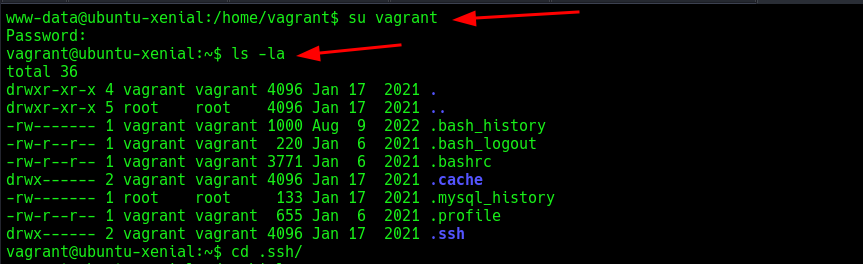 www-data@ubuntu-xenial:/home/vagrant$ su vagrant
Password:
vagrant@ubuntu-xenial:~$ ls -la
total 36
drwxr-xr-x 4 vagrant vagrant 4096 Jan 17  2021 .
drwxr-xr-x 5 root    root    4096 Jan 17  2021 ..
-rw------- 1 vagrant vagrant 1000 Aug  9  2022 .bash_history
-rw-r--r-- 1 vagrant vagrant  220 Jan  6  2021 .bash_logout
-rw-r--r-- 1 vagrant vagrant 3771 Jan  6  2021 .bashrc
drwx------ 2 vagrant vagrant 4096 Jan 17  2021 .cache
-rw------- 1 root    root     133 Jan 17  2021 .mysql_history
-rw-r--r-- 1 vagrant vagrant  655 Jan  6  2021 .profile
drwx------ 2 vagrant vagrant 4096 Jan 17  2021 .ssh
vagrant@ubuntu-xenial:~$ cd .ssh/